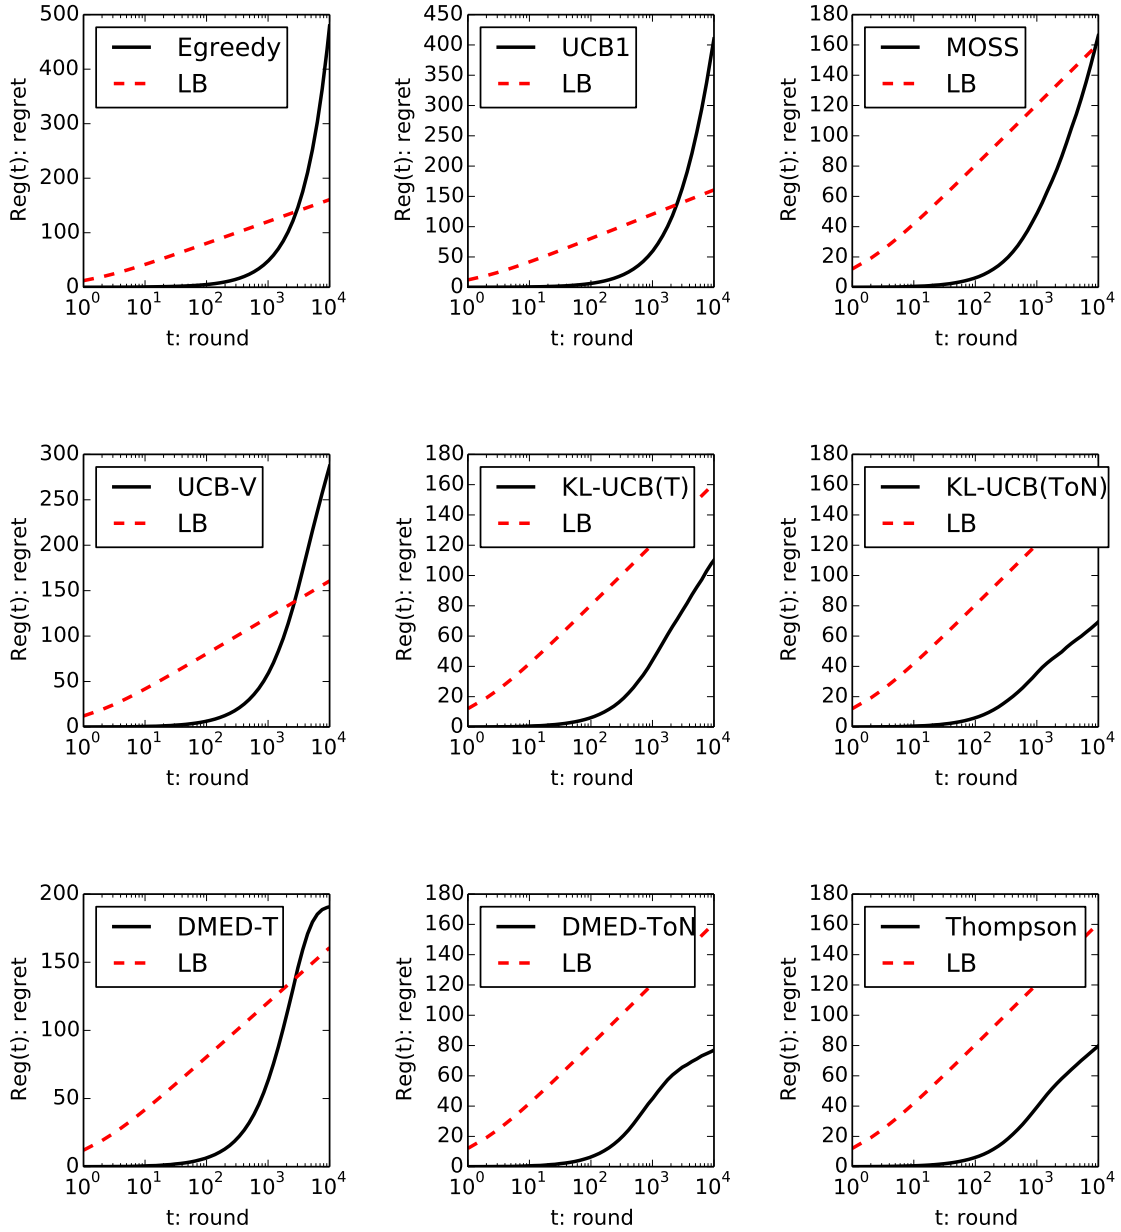 Reg(t): regret
500
400
300
200
100
0
Egreedy
LB
10^0 10^1 10^2 10^3 10^4
t: round
Reg(t): regret
450
400
350
300
250
200
150
100
50
0
UCB1
LB
10^0 10^1 10^2 10^3 10^4
t: round
Reg(t): regret
180
160
140
120
100
80
60
40
20
0
MOSS
LB
10^0 10^1 10^2 10^3 10^4
t: round
Reg(t): regret
300
250
200
150
100
50
0
UCB-V
LB
10^0 10^1 10^2 10^3 10^4
t: round
Reg(t): regret
180
160
140
120
100
80
60
40
20
0
KL-UCB(T)
LB
10^0 10^1 10^2 10^3 10^4
t: round
Reg(t): regret
180
160
140
120
100
80
60
40
20
0
KL-UCB(ToN)
LB
10^0 10^1 10^2 10^3 10^4
t: round
Reg(t): regret
200
150
100
50
0
DMED-T
LB
10^0 10^1 10^2 10^3 10^4
t: round
Reg(t): regret
180
160
140
120
100
80
60
40
20
0
DMED-ToN
LB
10^0 10^1 10^2 10^3 10^4
t: round
Reg(t): regret
180
160
140
120
100
80
60
40
20
0
Thompson
LB
10^0 10^1 10^2 10^3 10^4
t: round